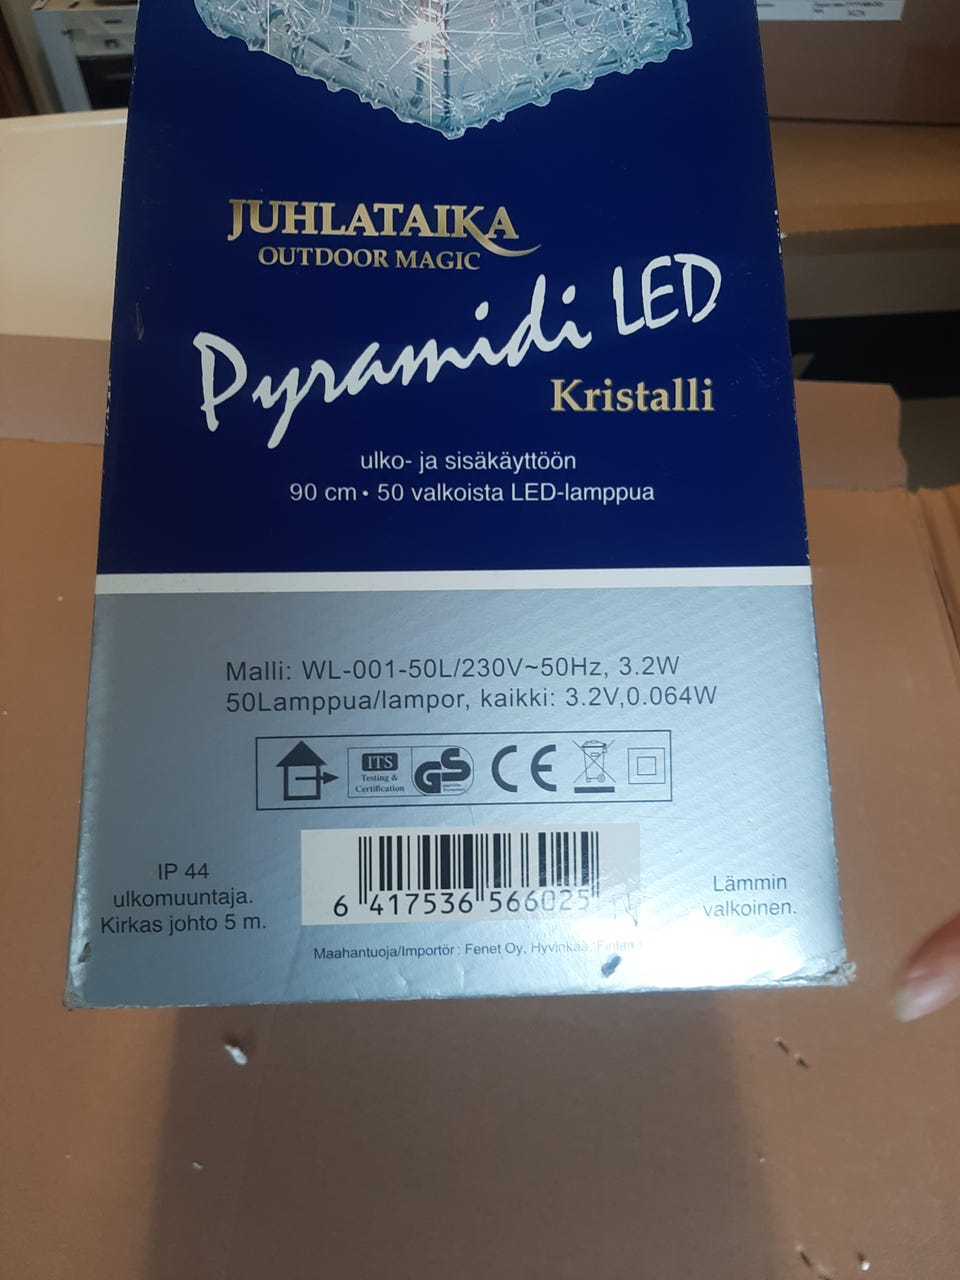 JUHLATAIKA
OUTDOOR MAGIC
Pyramidi LED
Kristalli
ulko- ja sisäkäyttöön
90 cm • 50 valkoista LED-lamppua
Malli: WL-001-50L/230V~50Hz, 3.2W
50Lamppua/lampor, kaikki: 3.2V,0.064W
ITS
Testing &
Certification
GS
CE
IP 44
ulkomuuntaja.
Kirkas johto 5 m.
6 417536 566025
Lämmin
valkoinen.
Maahantuoja/Importör: Fenet Oy, Hyvinkää, Finland